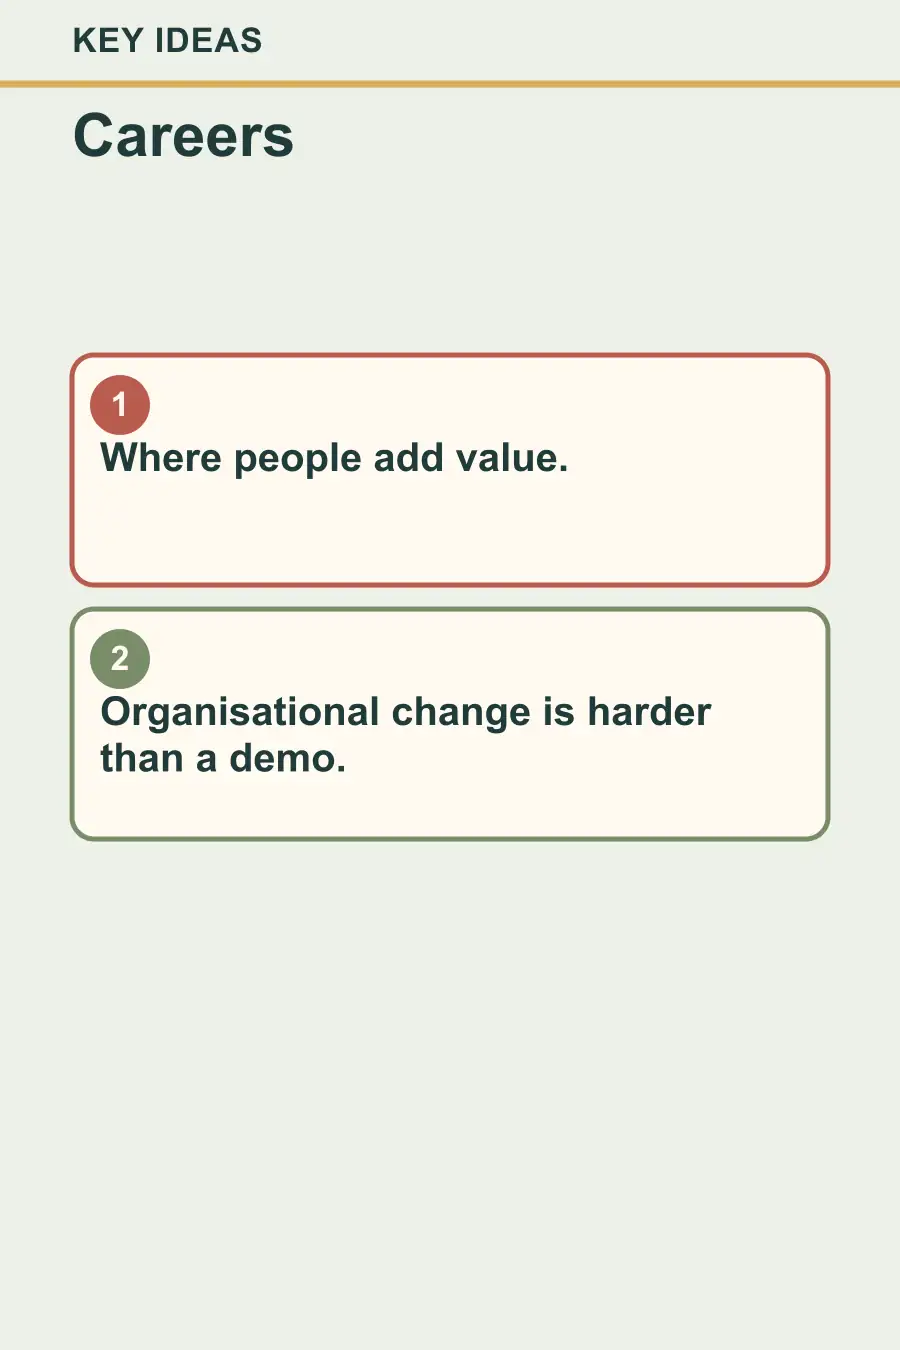 KEY IDEAS
Careers
1
Where people add value.
2
Organisational change is harder
than a demo.